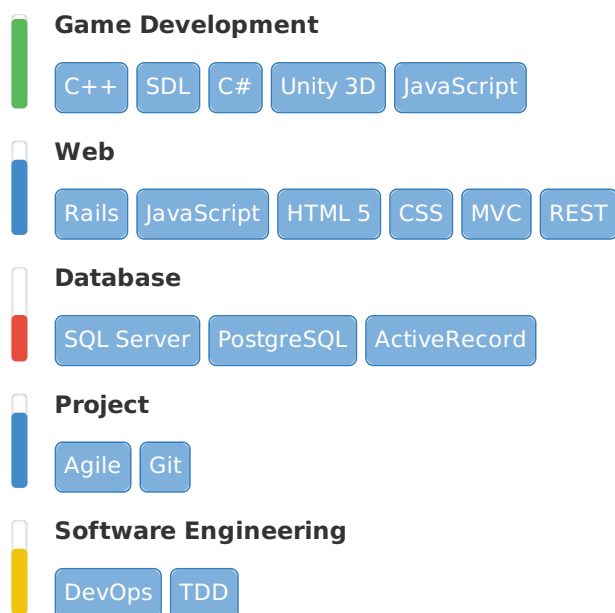 Game Development
C++ SDL C# Unity 3D JavaScript
Web
Rails JavaScript HTML 5 CSS MVC REST
Database
SQL Server PostgreSQL ActiveRecord
Project
Agile Git
Software Engineering
DevOps TDD